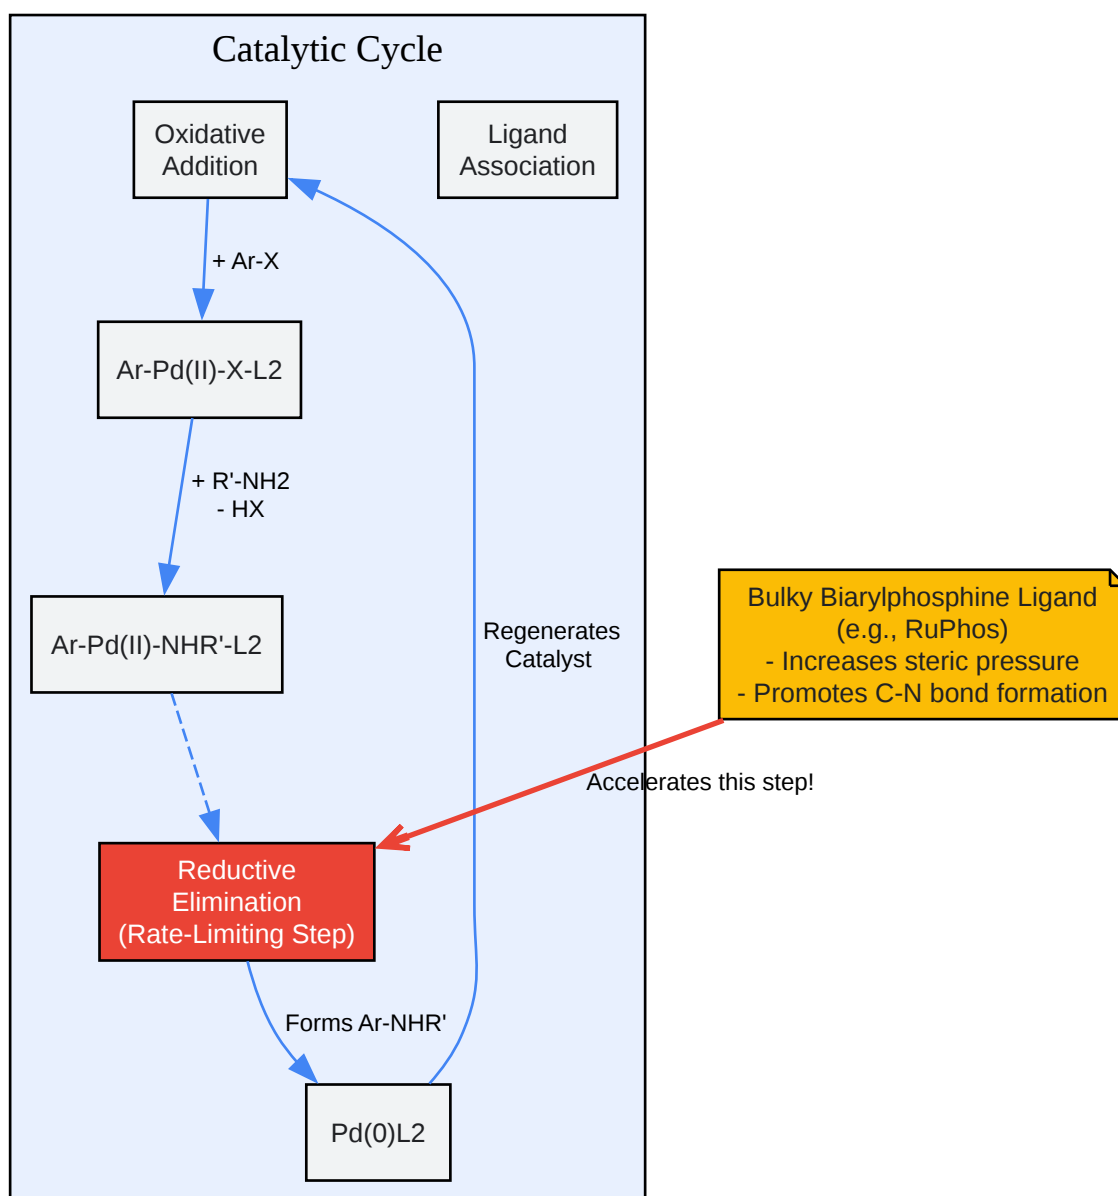 Catalytic Cycle
Oxidative
Addition
Ligand
Association
+ Ar-X
Ar-Pd(II)-X-L2
+ R'-NH2
- HX
Ar-Pd(II)-NHR'-L2
Regenerates
Catalyst
Bulky Biarylphosphine Ligand
(e.g., RuPhos)
- Increases steric pressure
- Promotes C-N bond formation
Accelerates this step!
Reductive
Elimination
(Rate-Limiting Step)
Forms Ar-NHR'
Pd(0)L2